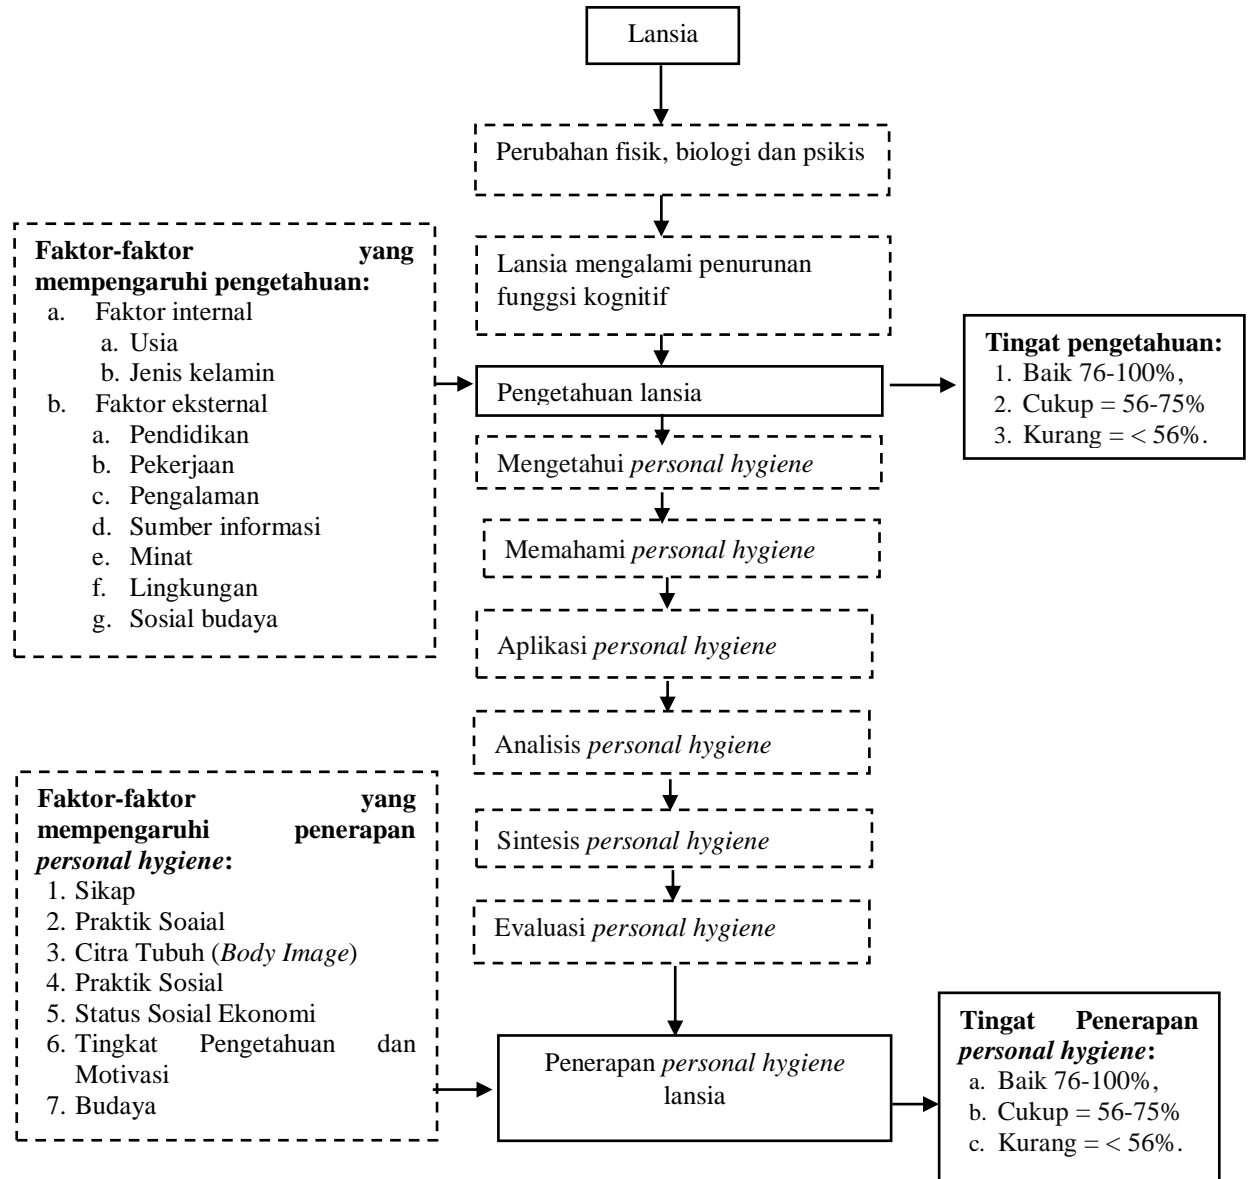 Lansia
Perubahan fisik, biologi dan psikis
Lansia mengalami penurunan
funggsi kognitif
Faktor-faktor yang
mempengaruhi pengetahuan:
a. Faktor internal
a. Usia
b. Jenis kelamin
b. Faktor eksternal
a. Pendidikan
b. Pekerjaan
c. Pengalaman
d. Sumber informasi
e. Minat
f. Lingkungan
g. Sosial budaya
Pengetahuan lansia
Tingat pengetahuan:
1. Baik 76-100%,
2. Cukup = 56-75%
3. Kurang = < 56%.
Mengetahui personal hygiene
Memahami personal hygiene
Aplikasi personal hygiene
Analisis personal hygiene
Sintesis personal hygiene
Evaluasi personal hygiene
Faktor-faktor yang
mempengaruhi penerapan
personal hygiene:
1. Sikap
2. Praktik Soaial
3. Citra Tubuh (Body Image)
4. Praktik Sosial
5. Status Sosial Ekonomi
6. Tingkat Pengetahuan dan
Motivasi
7. Budaya
Penerapan personal hygiene
lansia
Tingat Penerapan
personal hygiene:
a. Baik 76-100%,
b. Cukup = 56-75%
c. Kurang = < 56%.